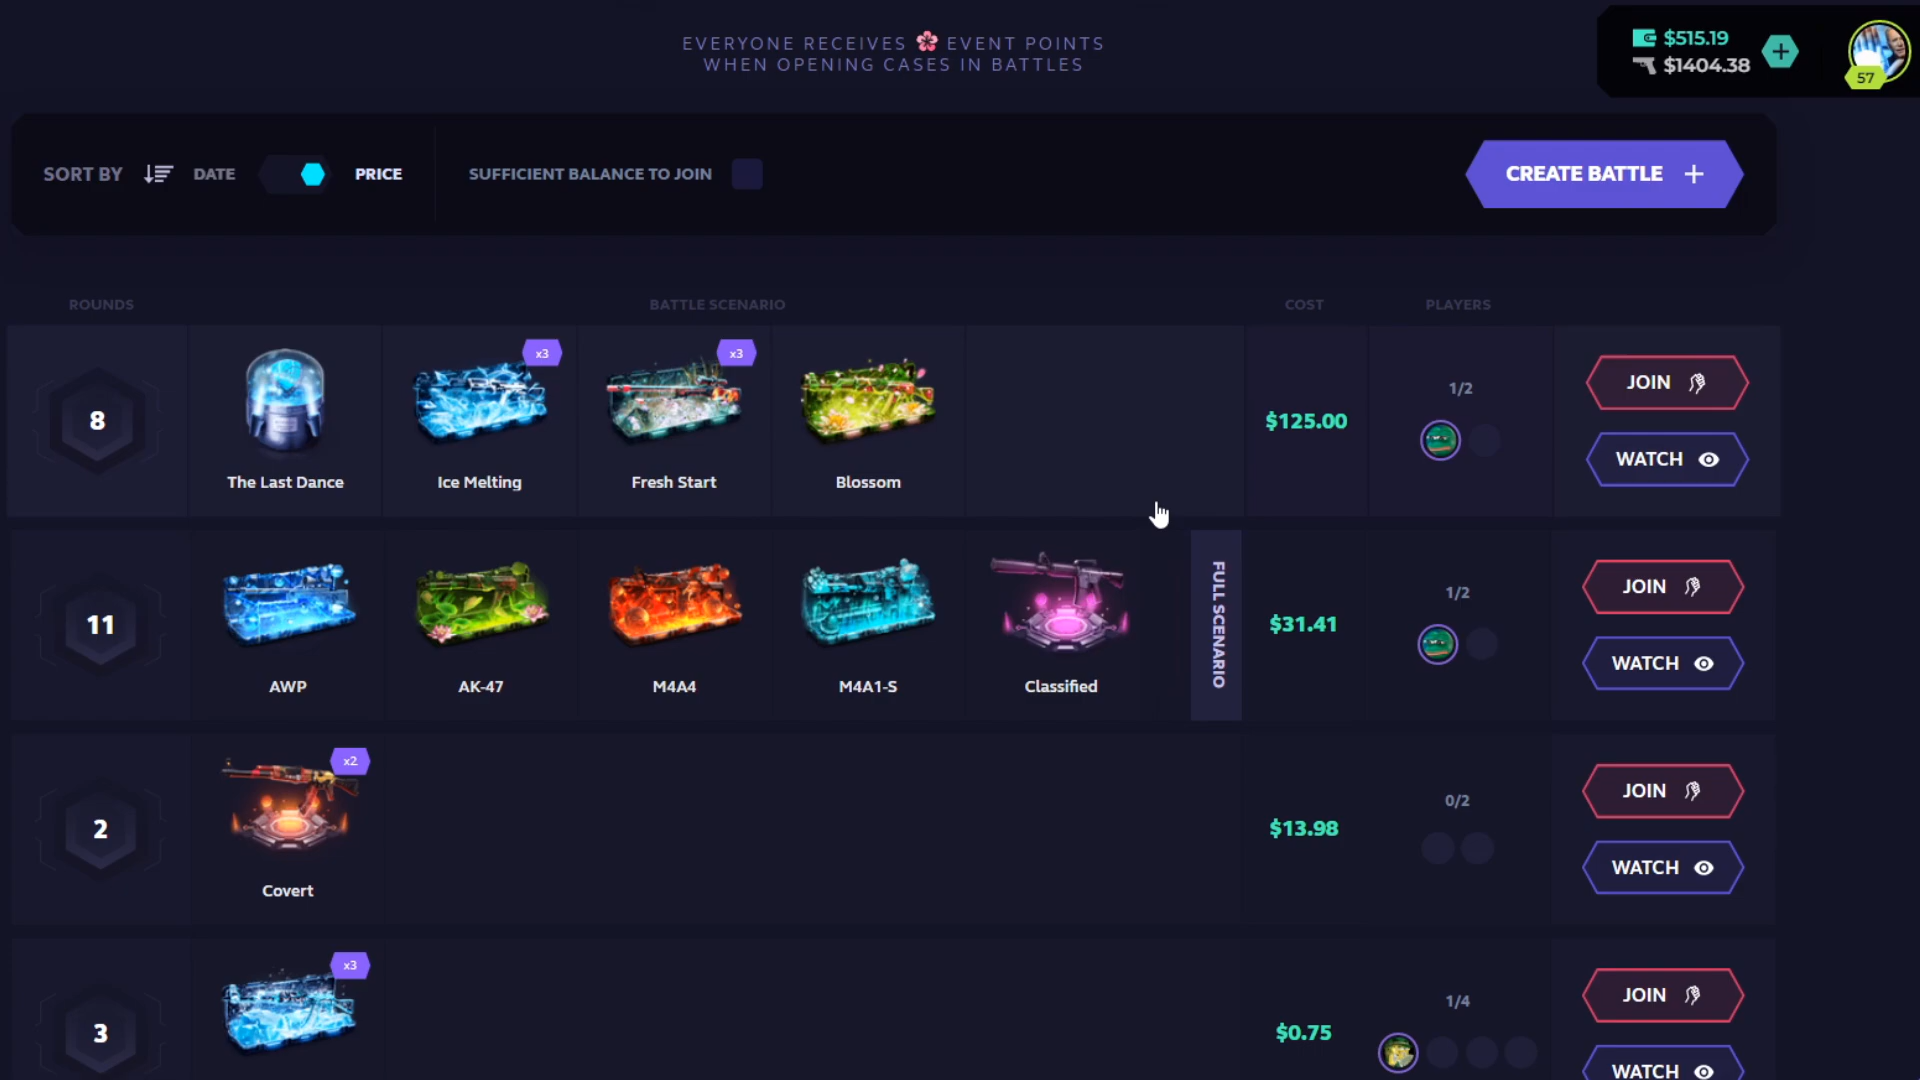 EVERYONE RECEIVES EVENT POINTS
WHEN OPENING CASES IN BATTLES
$515.19
$1404.38
57
SORT BY DATE PRICE SUFFICIENT BALANCE TO JOIN CREATE BATTLE +
ROUNDS BATTLE SCENARIO COST PLAYERS
8
x3
x3
The Last Dance Ice Melting Fresh Start Blossom
$125.00
1/2
JOIN
WATCH
11
AWP AK-47 M4A4 M4A1-S Classified
FULL SCENARIO
$31.41
1/2
JOIN
WATCH
2
x2
Covert
$13.98
0/2
JOIN
WATCH
3
x3
$0.75
1/4
JOIN
WATCH